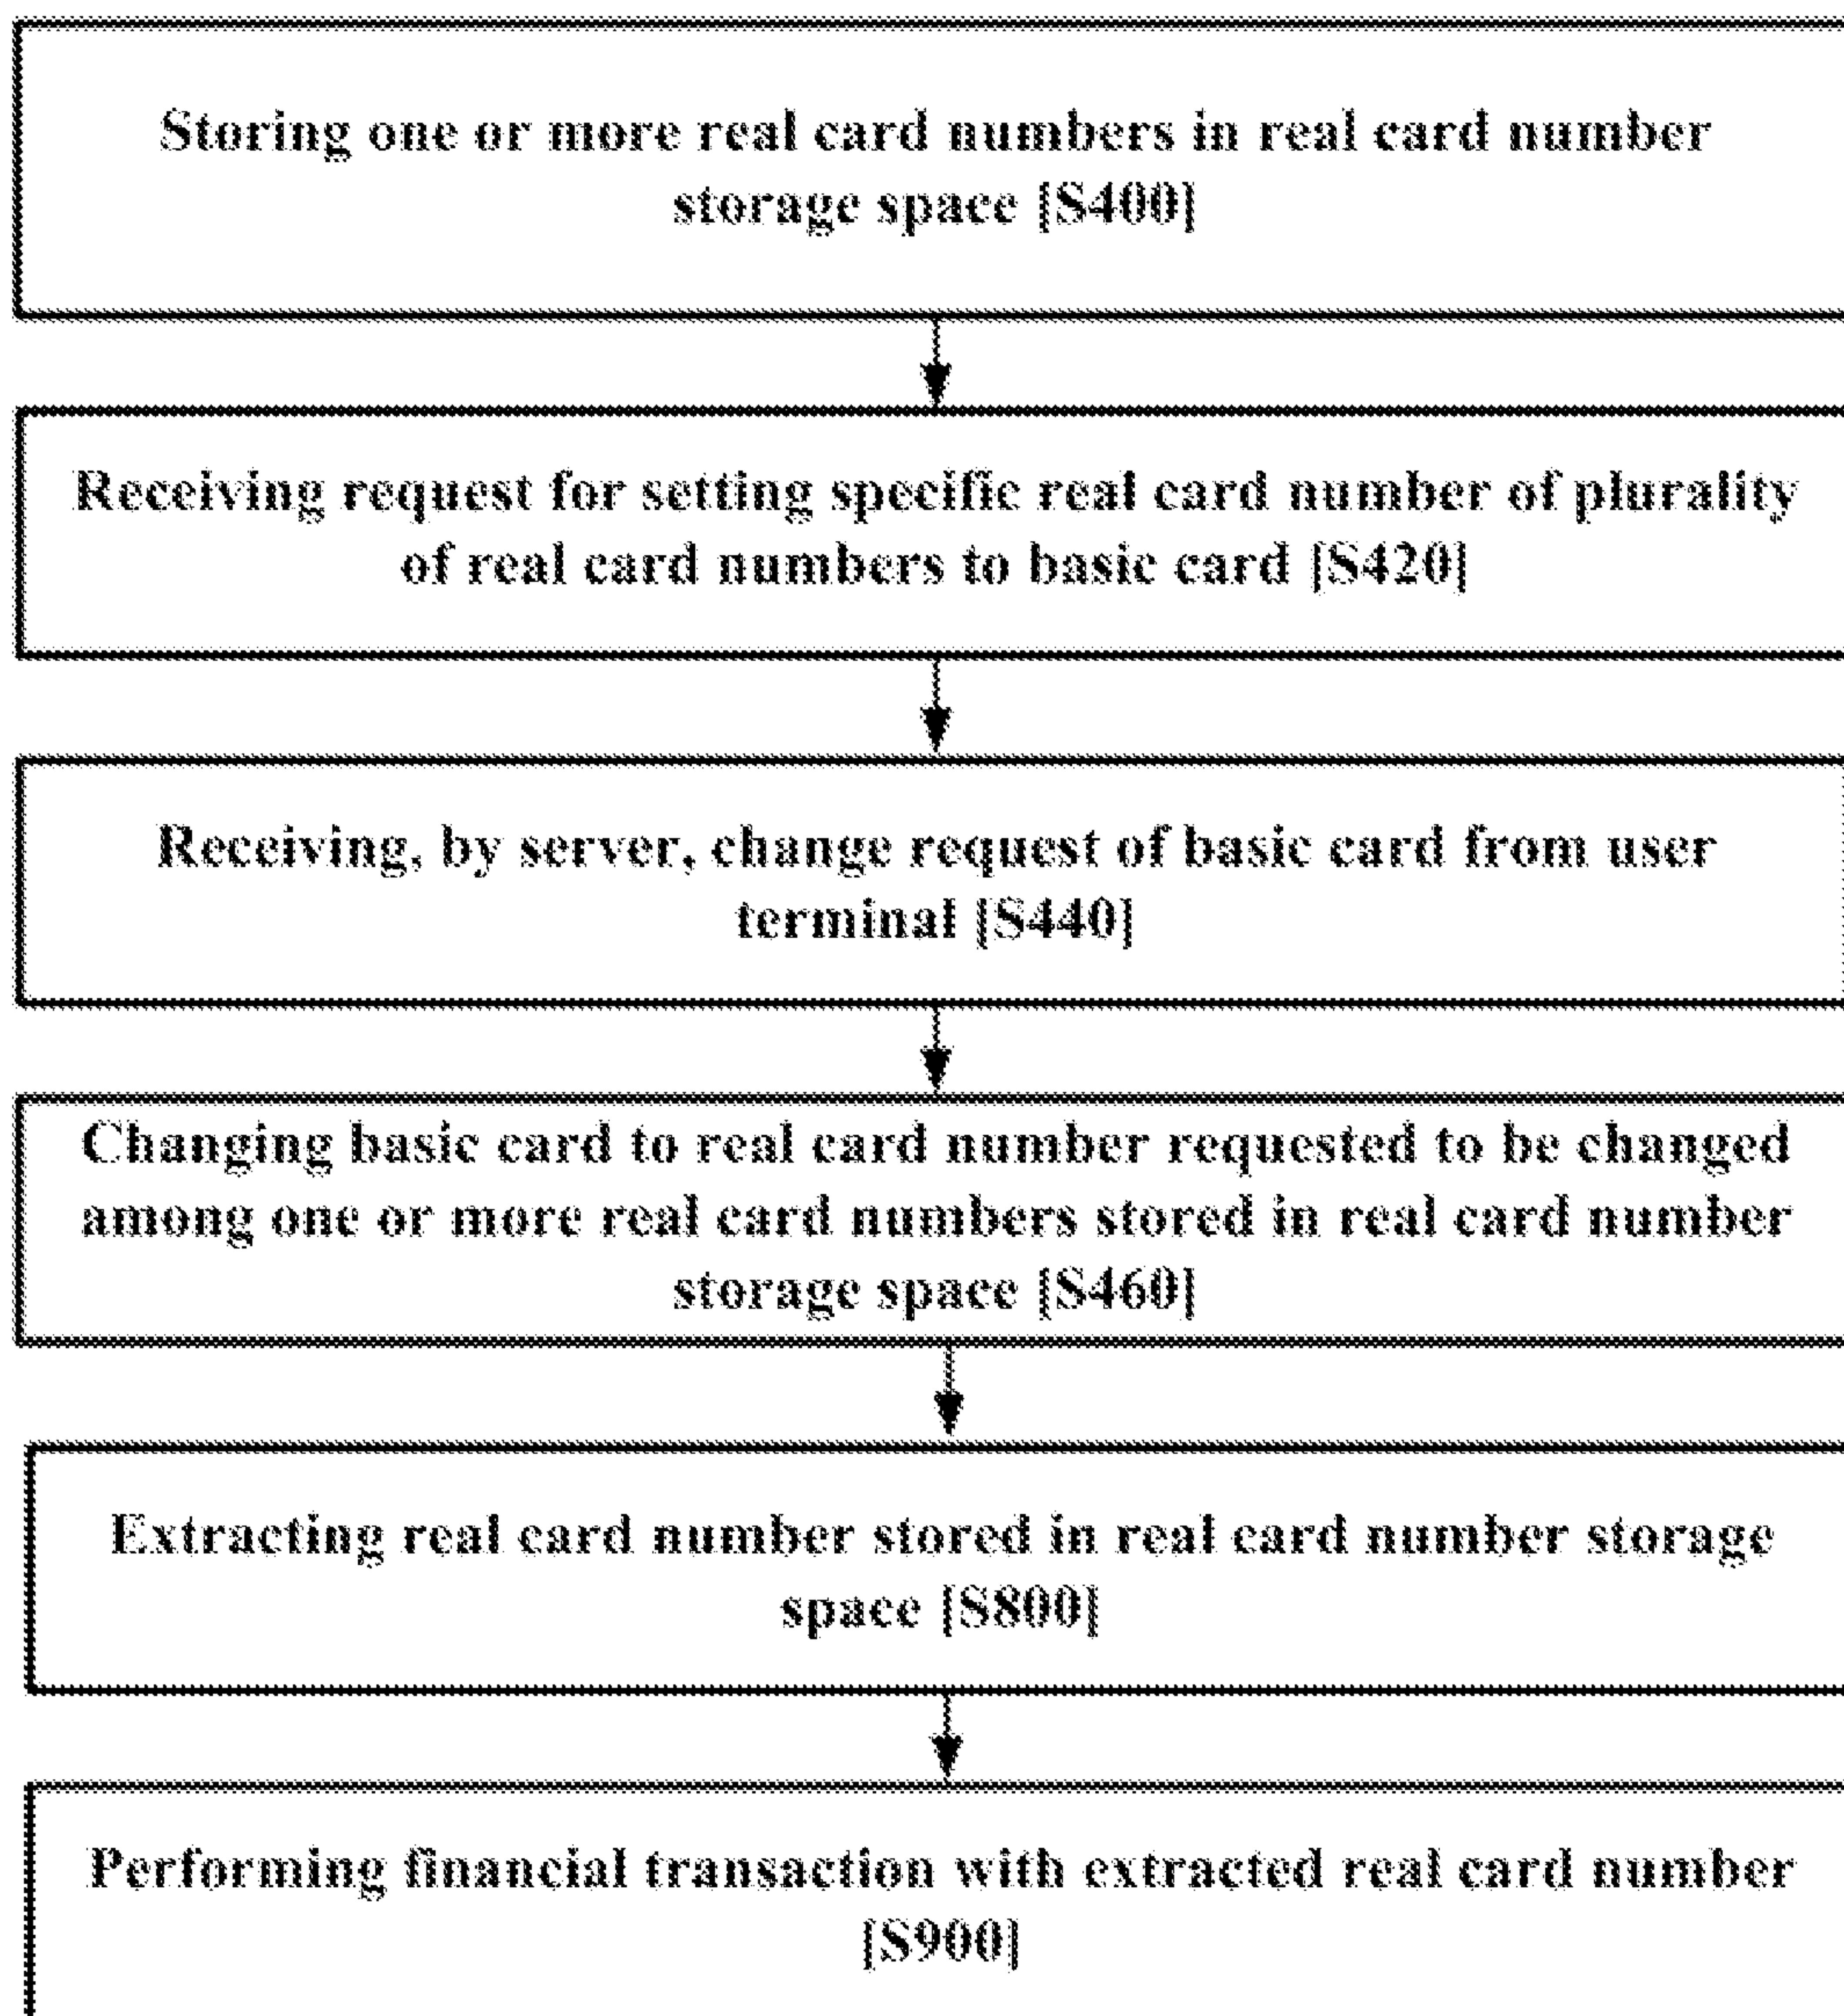 Storing one or more real card numbers in real card number
storage space [S400]
Receiving request for setting specific real card number of plurality
of real card numbers to basic card [S420]
Receiving, by server, change request of basic card from user
terminal [S440]
Changing basic card to real card number requested to be changed
among one or more real card numbers stored in real card number
storage space [S460]
Extracting real card number stored in real card number storage
space [S800]
Performing financial transaction with extracted real card number
[S900]